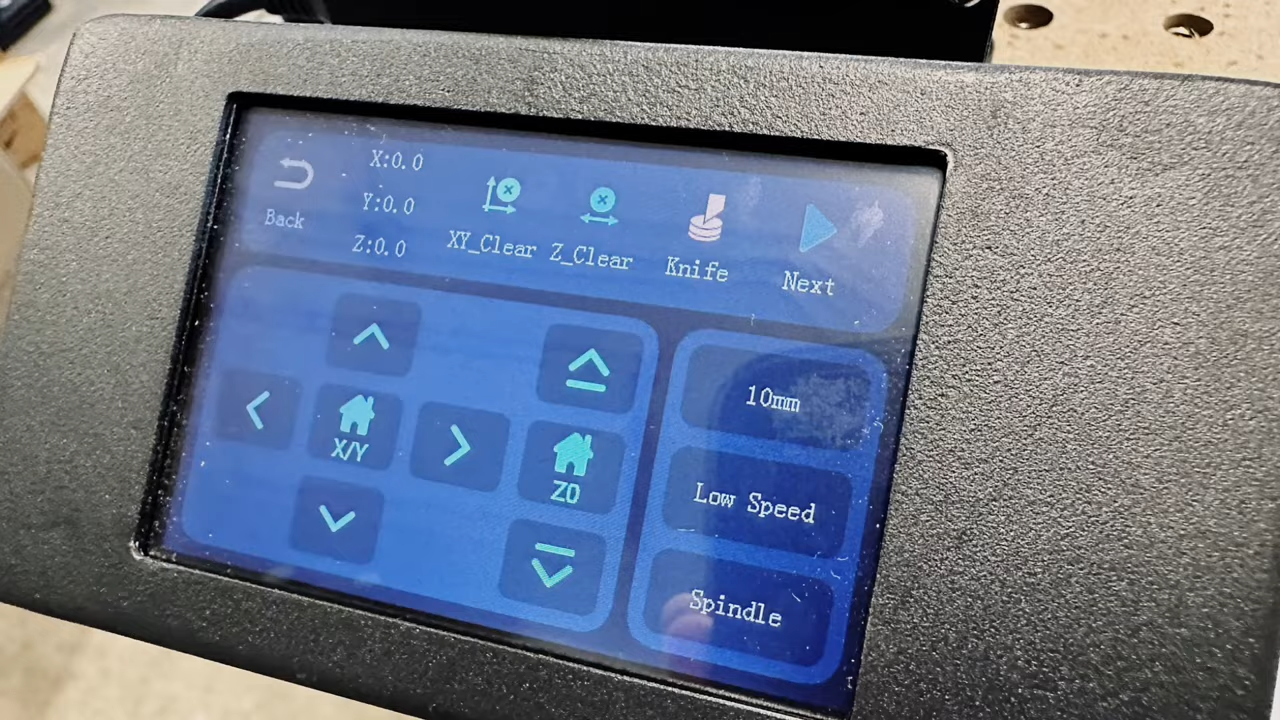 Back
X:0.0
Y:0.0
Z:0.0
XY_Clear
Z_Clear
Knife
Next
X/Y
Z0
10mm
Low Speed
Spindle